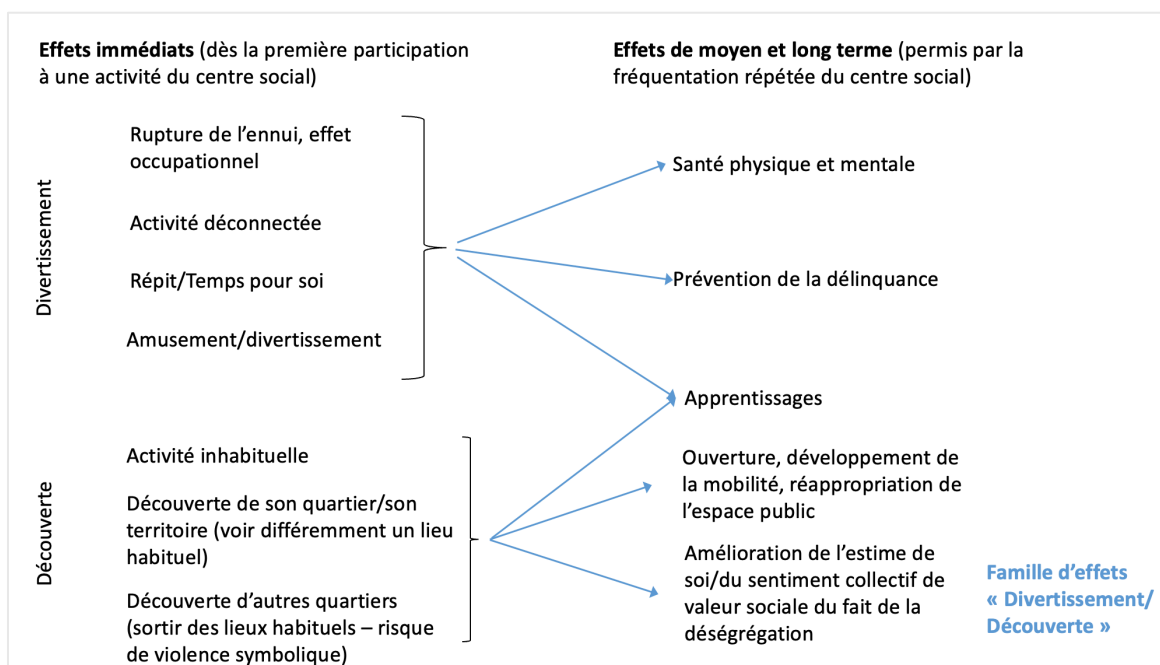 Effets immédiats (dès la première participation
à une activité du centre social)
Effets de moyen et long terme (permis par la
fréquentation répétée du centre social)
Divertissement
Rupture de l’ennui, effet
occupationnel
Activité déconnectée
Répit/Temps pour soi
Amusement/divertissement
Santé physique et mentale
Prévention de la délinquance
Apprentissages
Découverte
Activité inhabituelle
Découverte de son quartier/son
territoire (voir différemment un lieu
habituel)
Découverte d’autres quartiers
(sortir des lieux habituels – risque
de violence symbolique)
Ouverture, développement de
la mobilité, réappropriation de
l’espace public
Amélioration de l’estime de
soi/du sentiment collectif de
valeur sociale du fait de la
déségrégation
Famille d’effets
« Divertissement/
Découverte »